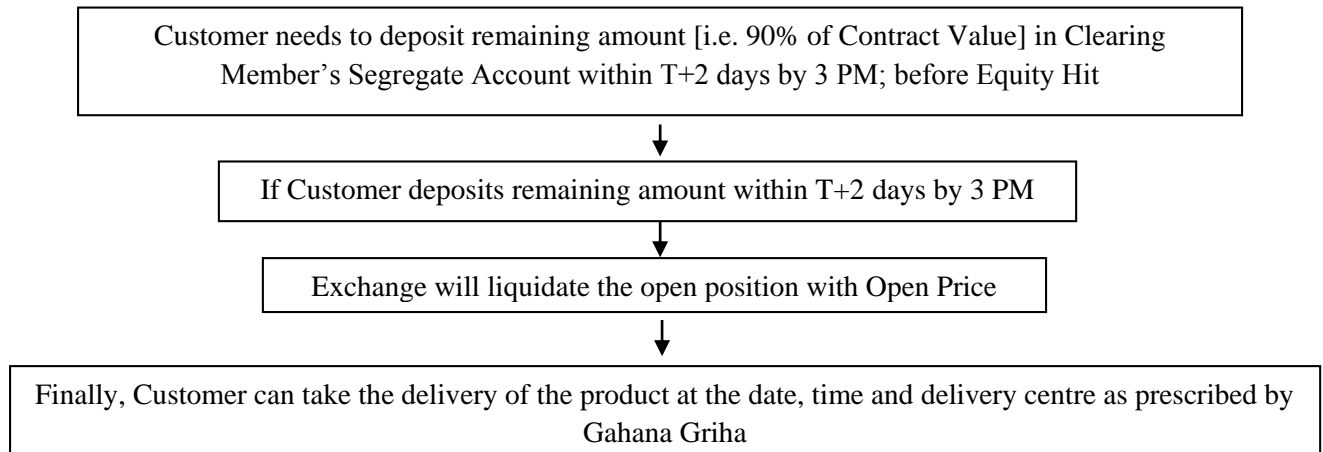 Customer needs to deposit remaining amount [i.e. 90% of Contract Value] in Clearing
Member’s Segregate Account within T+2 days by 3 PM; before Equity Hit
If Customer deposits remaining amount within T+2 days by 3 PM
Exchange will liquidate the open position with Open Price
Finally, Customer can take the delivery of the product at the date, time and delivery centre as prescribed by
Gahana Griha